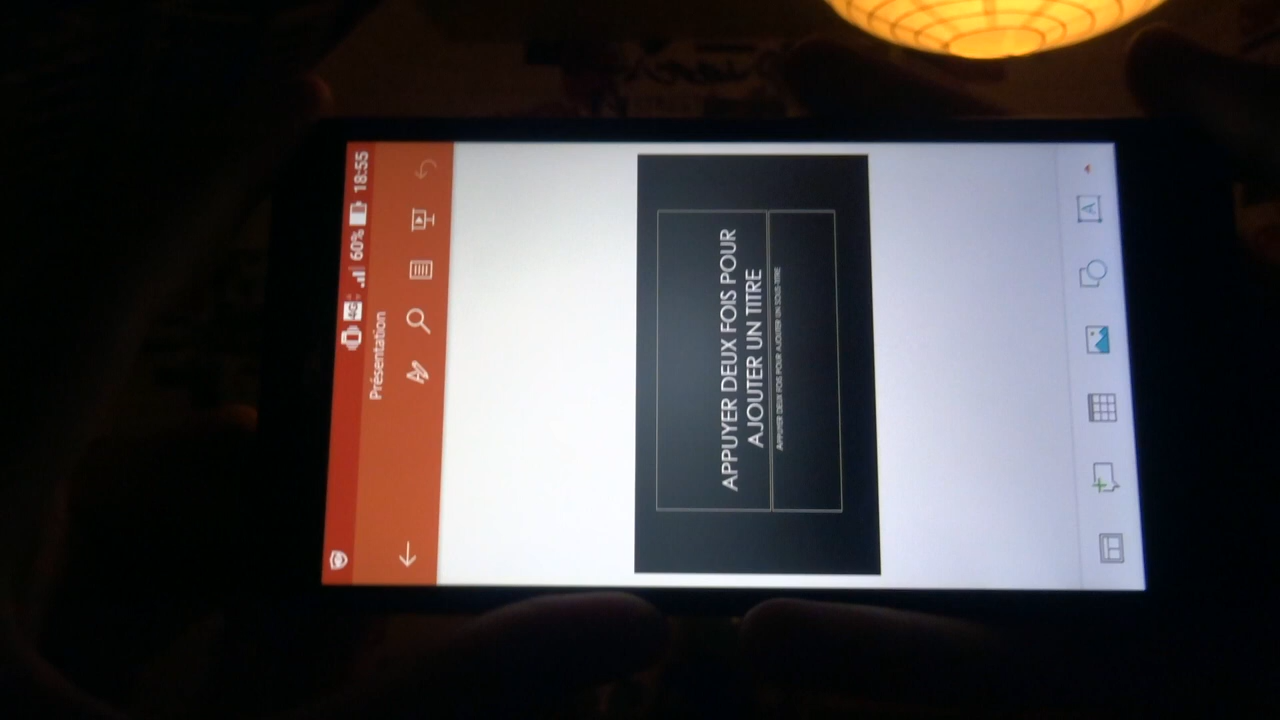 4G 60% 18:55
Présentation
APPUYER DEUX FOIS POUR
AJOUTER UN TITRE
APPUYER DEUX FOIS POUR AJOUTER UN SOUS-TITRE